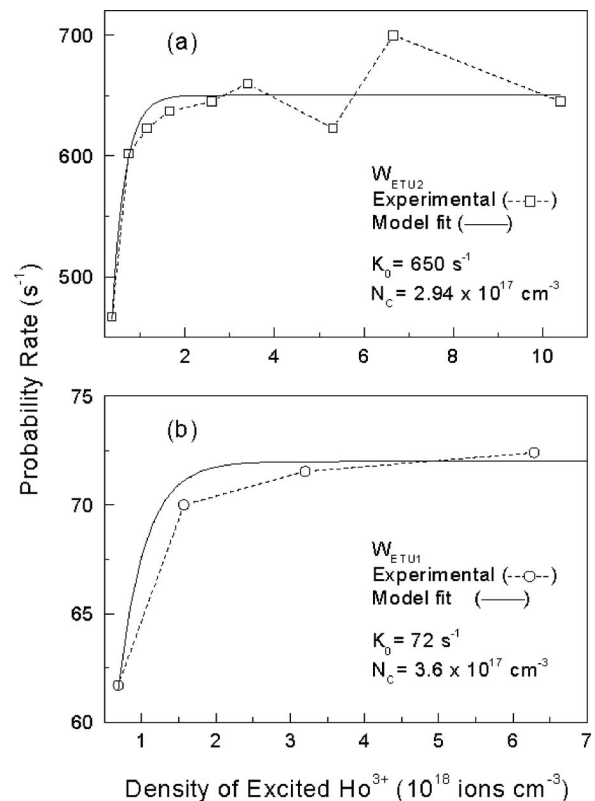 (a)
700
600
500
2
4
6
8
10
W_ETU2
Experimental (---□---)
Model fit (———)
K_0 = 650 s^-1
N_C = 2.94 x 10^17 cm^-3
Probability Rate (s^-1)
(b)
75
70
65
60
1
2
3
4
5
6
7
W_ETU1
Experimental (---○---)
Model fit (———)
K_0 = 72 s^-1
N_C = 3.6 x 10^17 cm^-3
Density of Excited Ho^3+ (10^18 ions cm^-3)